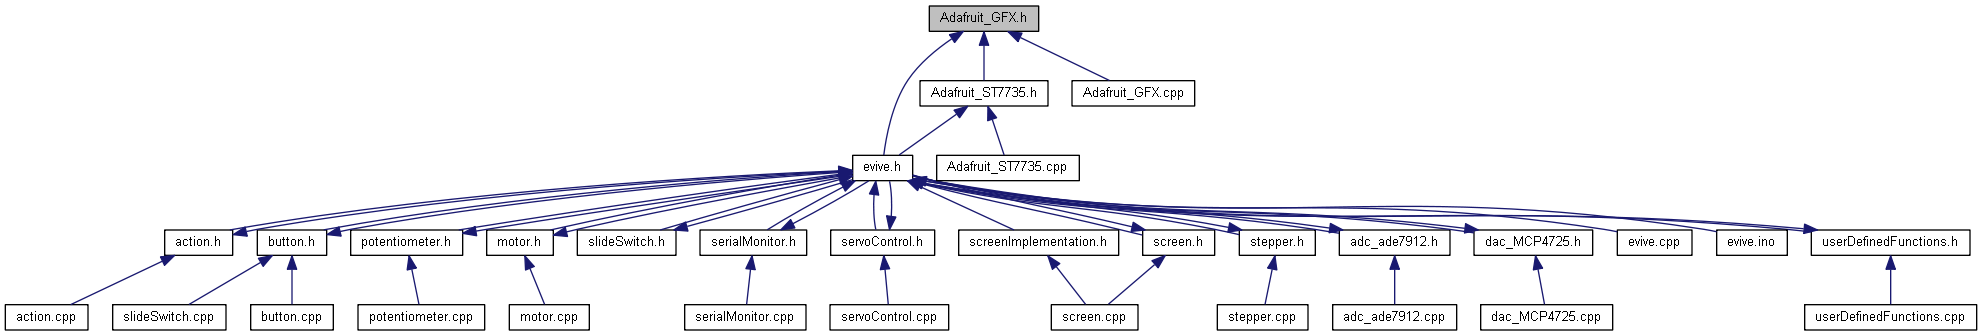 Adafruit_GFX.h
Adafruit_ST7735.h
Adafruit_GFX.cpp
evive.h
Adafruit_ST7735.cpp
action.h
button.h
potentiometer.h
motor.h
slideSwitch.h
serialMonitor.h
servoControl.h
screenImplementation.h
screen.h
stepper.h
adc_ade7912.h
dac_MCP4725.h
evive.cpp
evive.ino
userDefinedFunctions.h
action.cpp
slideSwitch.cpp
button.cpp
potentiometer.cpp
motor.cpp
serialMonitor.cpp
servoControl.cpp
screen.cpp
stepper.cpp
adc_ade7912.cpp
dac_MCP4725.cpp
userDefinedFunctions.cpp